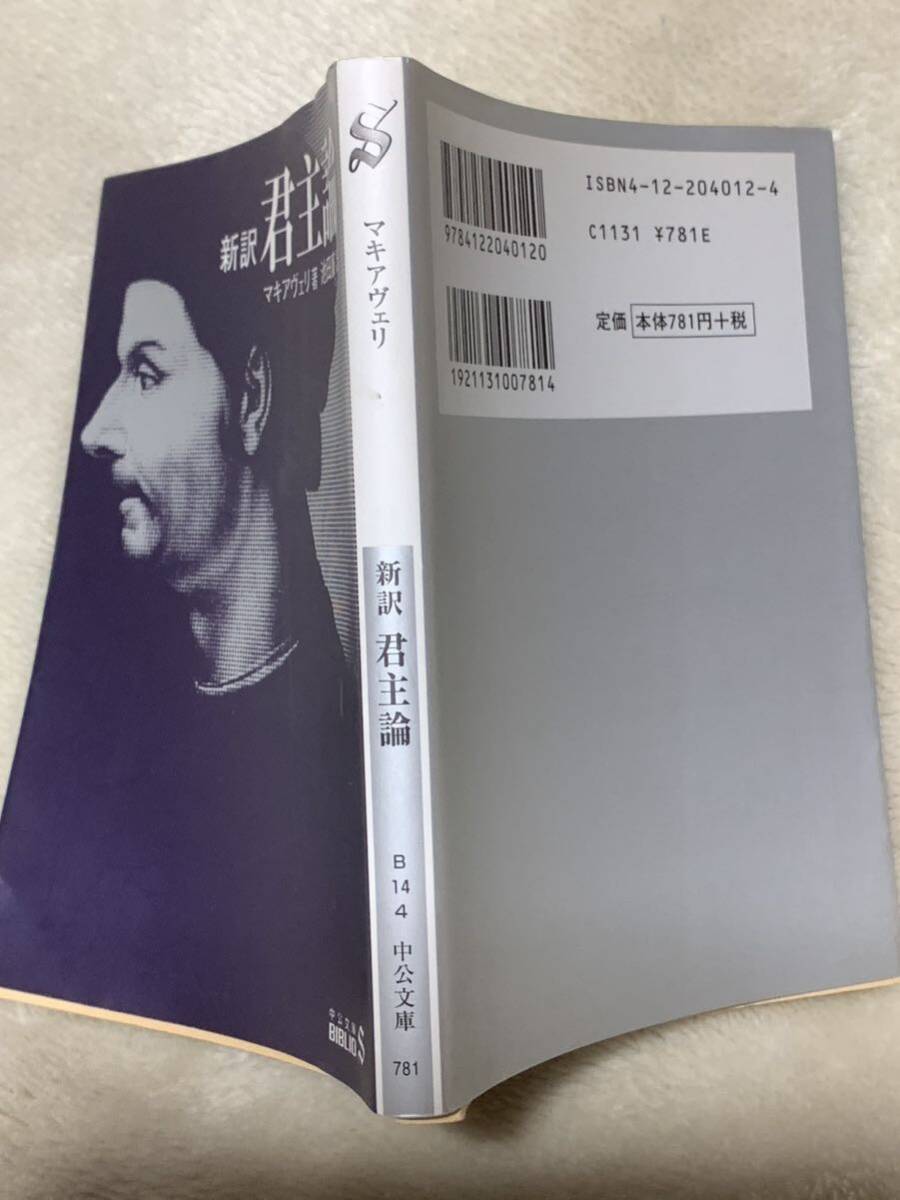 新訳 君主論
マキアヴェリ著 池田
中公文庫
BIBLIO S
S
マキアヴェリ
新訳 君主論
B
14
4
中公文庫
781
9784122040120
ISBN4-12-204012-4
C1131 ¥781E
定価 本体781円+税
1921131007814